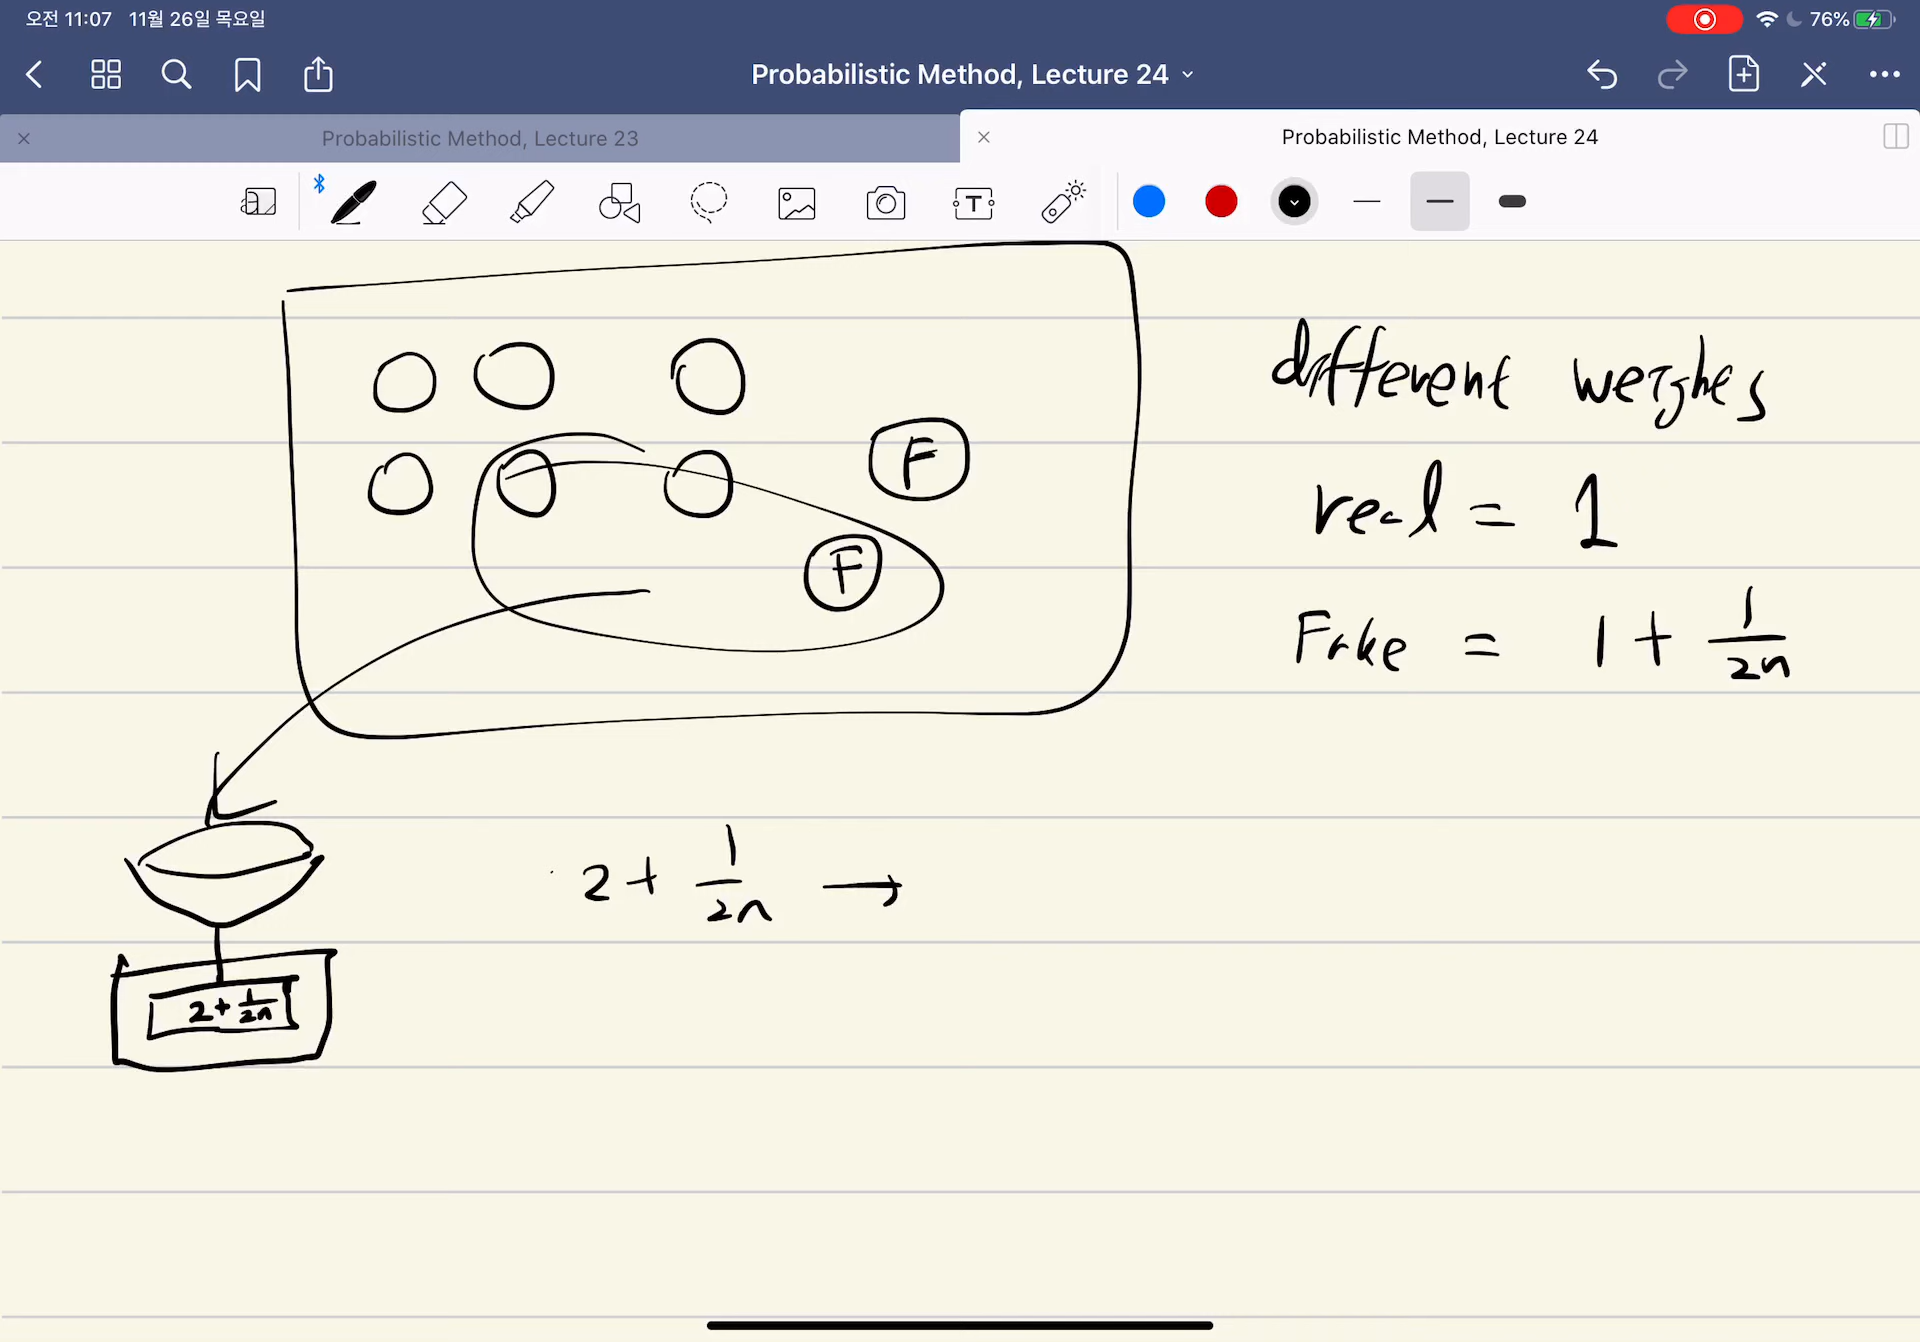 오전 11:07 11월 26일 목요일 76%
Probabilistic Method, Lecture 24
Probabilistic Method, Lecture 23
Probabilistic Method, Lecture 24
T
different weighes
real = 1
Fake = 1 + 1/2n
F
F
2 + 1/2n →
2 + 1/2n